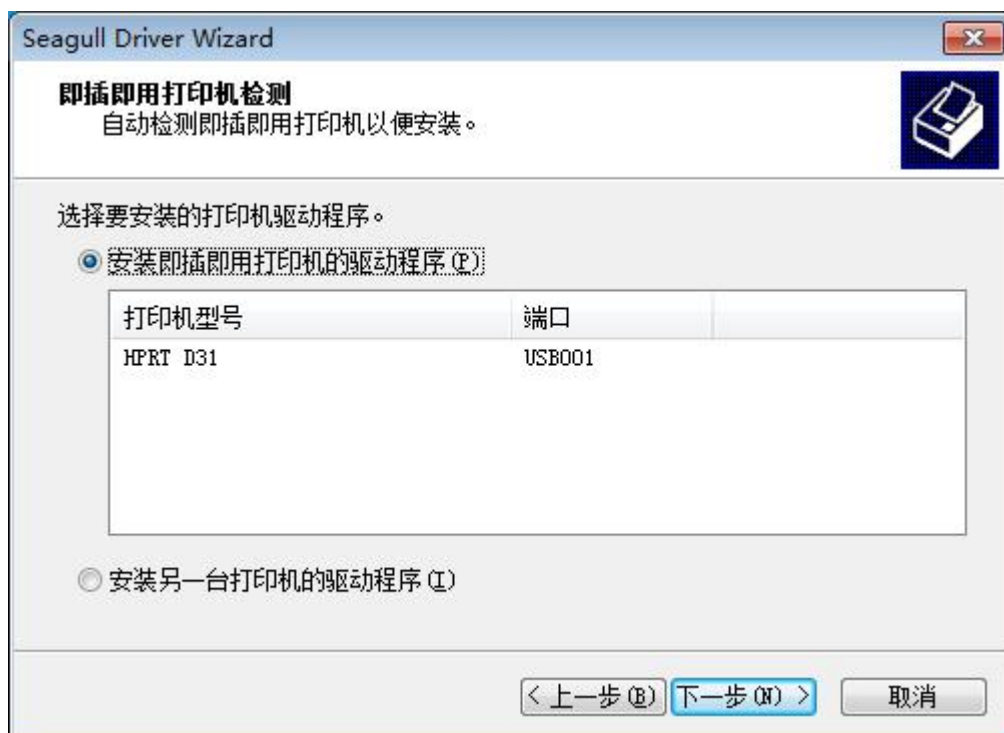 Seagull Driver Wizard
即插即用打印机检测
自动检测即插即用打印机以便安装。
选择要安装的打印机驱动程序。
安装即插即用打印机的驱动程序(P)
打印机型号 端口
HPRT D31 USB001
安装另一台打印机的驱动程序(I)
< 上一步(B) 下一步(N) > 取消